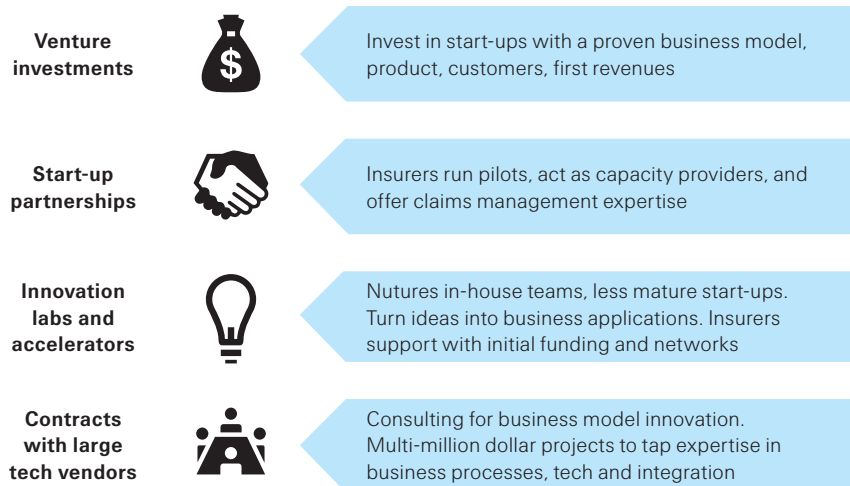 Venture
investments
$
Invest in start-ups with a proven business model,
product, customers, first revenues
Start-up
partnerships
Insurers run pilots, act as capacity providers, and
offer claims management expertise
Innovation
labs and
accelerators
Nutures in-house teams, less mature start-ups.
Turn ideas into business applications. Insurers
support with initial funding and networks
Contracts
with large
tech vendors
Consulting for business model innovation.
Multi-million dollar projects to tap expertise in
business processes, tech and integration